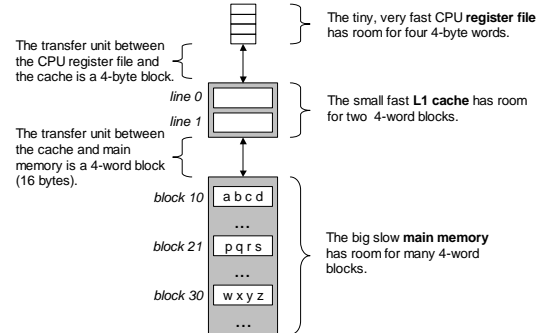 The tiny, very fast CPU register file
has room for four 4-byte words.
The transfer unit between
the CPU register file and
the cache is a 4-byte block.
line 0
line 1
The small fast L1 cache has room
for two 4-word blocks.
The transfer unit between
the cache and main
memory is a 4-word block
(16 bytes).
block 10
a b c d
...
block 21
p q r s
...
block 30
w x y z
...
The big slow main memory
has room for many 4-word
blocks.